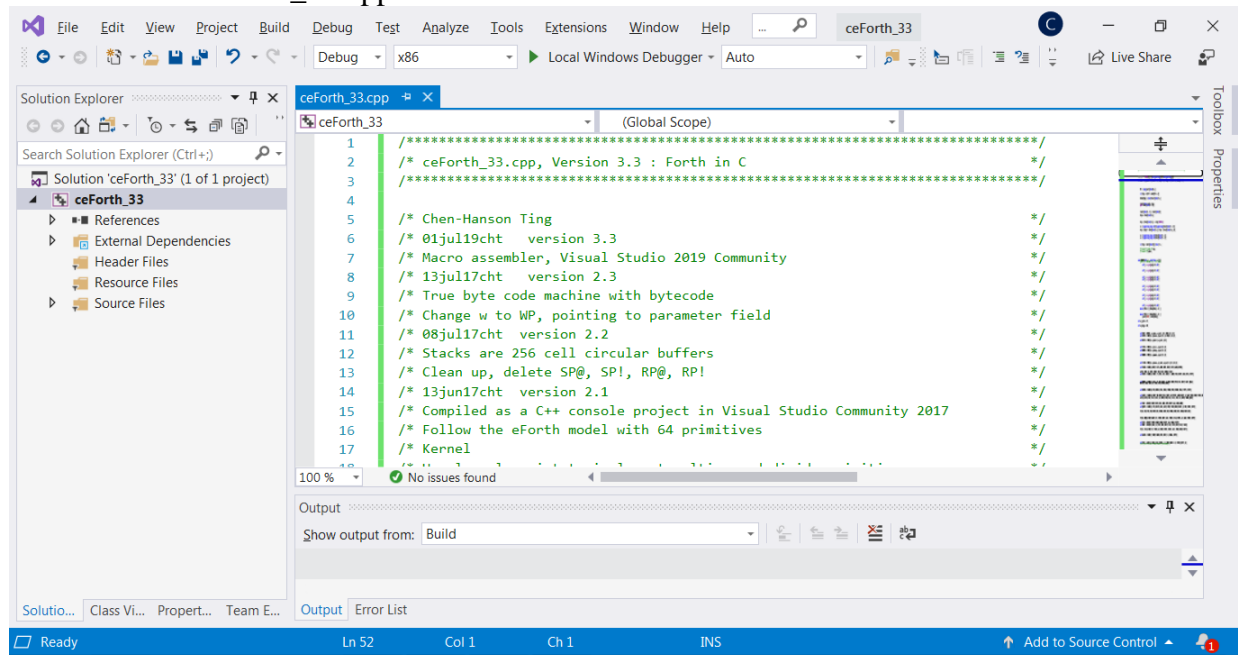 File Edit View Project Build Debug Test Analyze Tools Extensions Window Help ... ceForth_33 C
Debug x86 Local Windows Debugger Auto Live Share
Solution Explorer
Search Solution Explorer (Ctrl+;)
Solution 'ceForth_33' (1 of 1 project)
ceForth_33
References
External Dependencies
Header Files
Resource Files
Source Files
Solutio... Class Vi... Propert... Team E...
ceForth_33.cpp
ceForth_33 (Global Scope)
1 /******************************************************************************/
2 /* ceForth_33.cpp, Version 3.3 : Forth in C */
3 /******************************************************************************/
4
5 /* Chen-Hanson Ting */
6 /* 01jul19cht version 3.3 */
7 /* Macro assembler, Visual Studio 2019 Community */
8 /* 13jul17cht version 2.3 */
9 /* True byte code machine with bytecode */
10 /* Change w to WP, pointing to parameter field */
11 /* 08jul17cht version 2.2 */
12 /* Stacks are 256 cell circular buffers */
13 /* Clean up, delete SP@, SP!, RP@, RP! */
14 /* 13jun17cht version 2.1 */
15 /* Compiled as a C++ console project in Visual Studio Community 2017 */
16 /* Follow the eForth model with 64 primitives */
17 /* Kernel */
100 % No issues found
Output
Show output from: Build
Output Error List
Toolbox
Properties
Ready Ln 52 Col 1 Ch 1 INS Add to Source Control 1